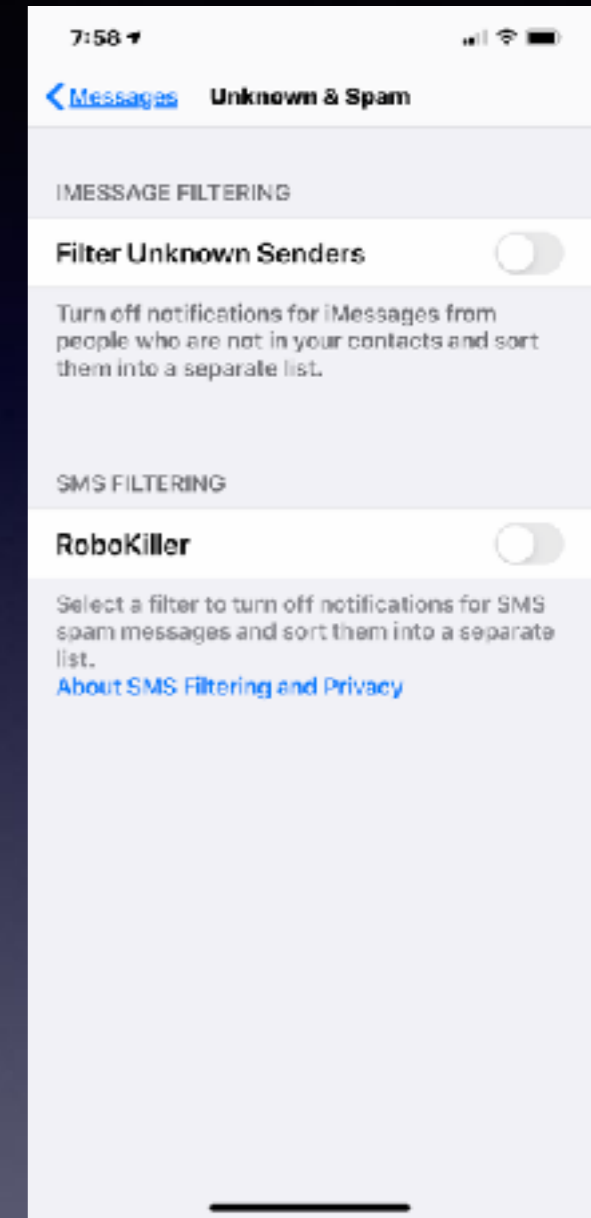 7:58
Messages Unknown & Spam
IMESSAGE FILTERING
Filter Unknown Senders
Turn off notifications for iMessages from
people who are not in your contacts and sort
them into a separate list.
SMS FILTERING
RoboKiller
Select a filter to turn off notifications for SMS
spam messages and sort them into a separate
list.
About SMS Filtering and Privacy